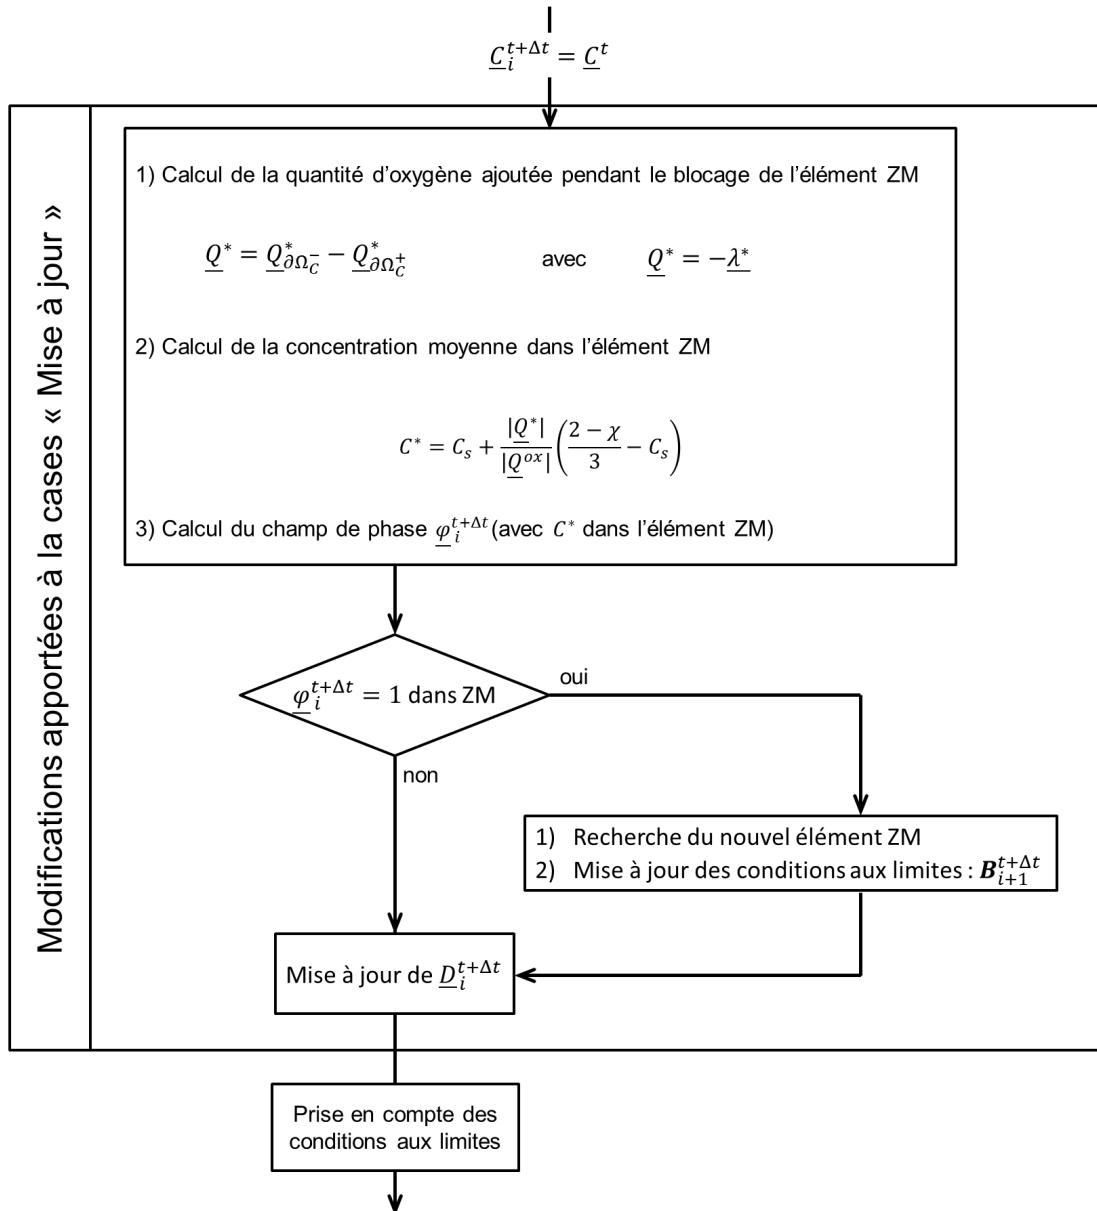 C_i^{t+Δt} = C^t
Modifications apportées à la cases « Mise à jour »
1) Calcul de la quantité d'oxygène ajoutée pendant le blocage de l'élément ZM
Q^* = Q^*_{∂Ω_C^-} − Q^*_{∂Ω_C^+} avec Q^* = −λ^*
2) Calcul de la concentration moyenne dans l'élément ZM
C^* = C_s + |Q^*|/|Q^{ox}| ((2 − χ)/3 − C_s)
3) Calcul du champ de phase φ_i^{t+Δt} (avec C^* dans l'élément ZM)
φ_i^{t+Δt} = 1 dans ZM
oui
non
1) Recherche du nouvel élément ZM
2) Mise à jour des conditions aux limites : B_{i+1}^{t+Δt}
Mise à jour de D_i^{t+Δt}
Prise en compte des
conditions aux limites